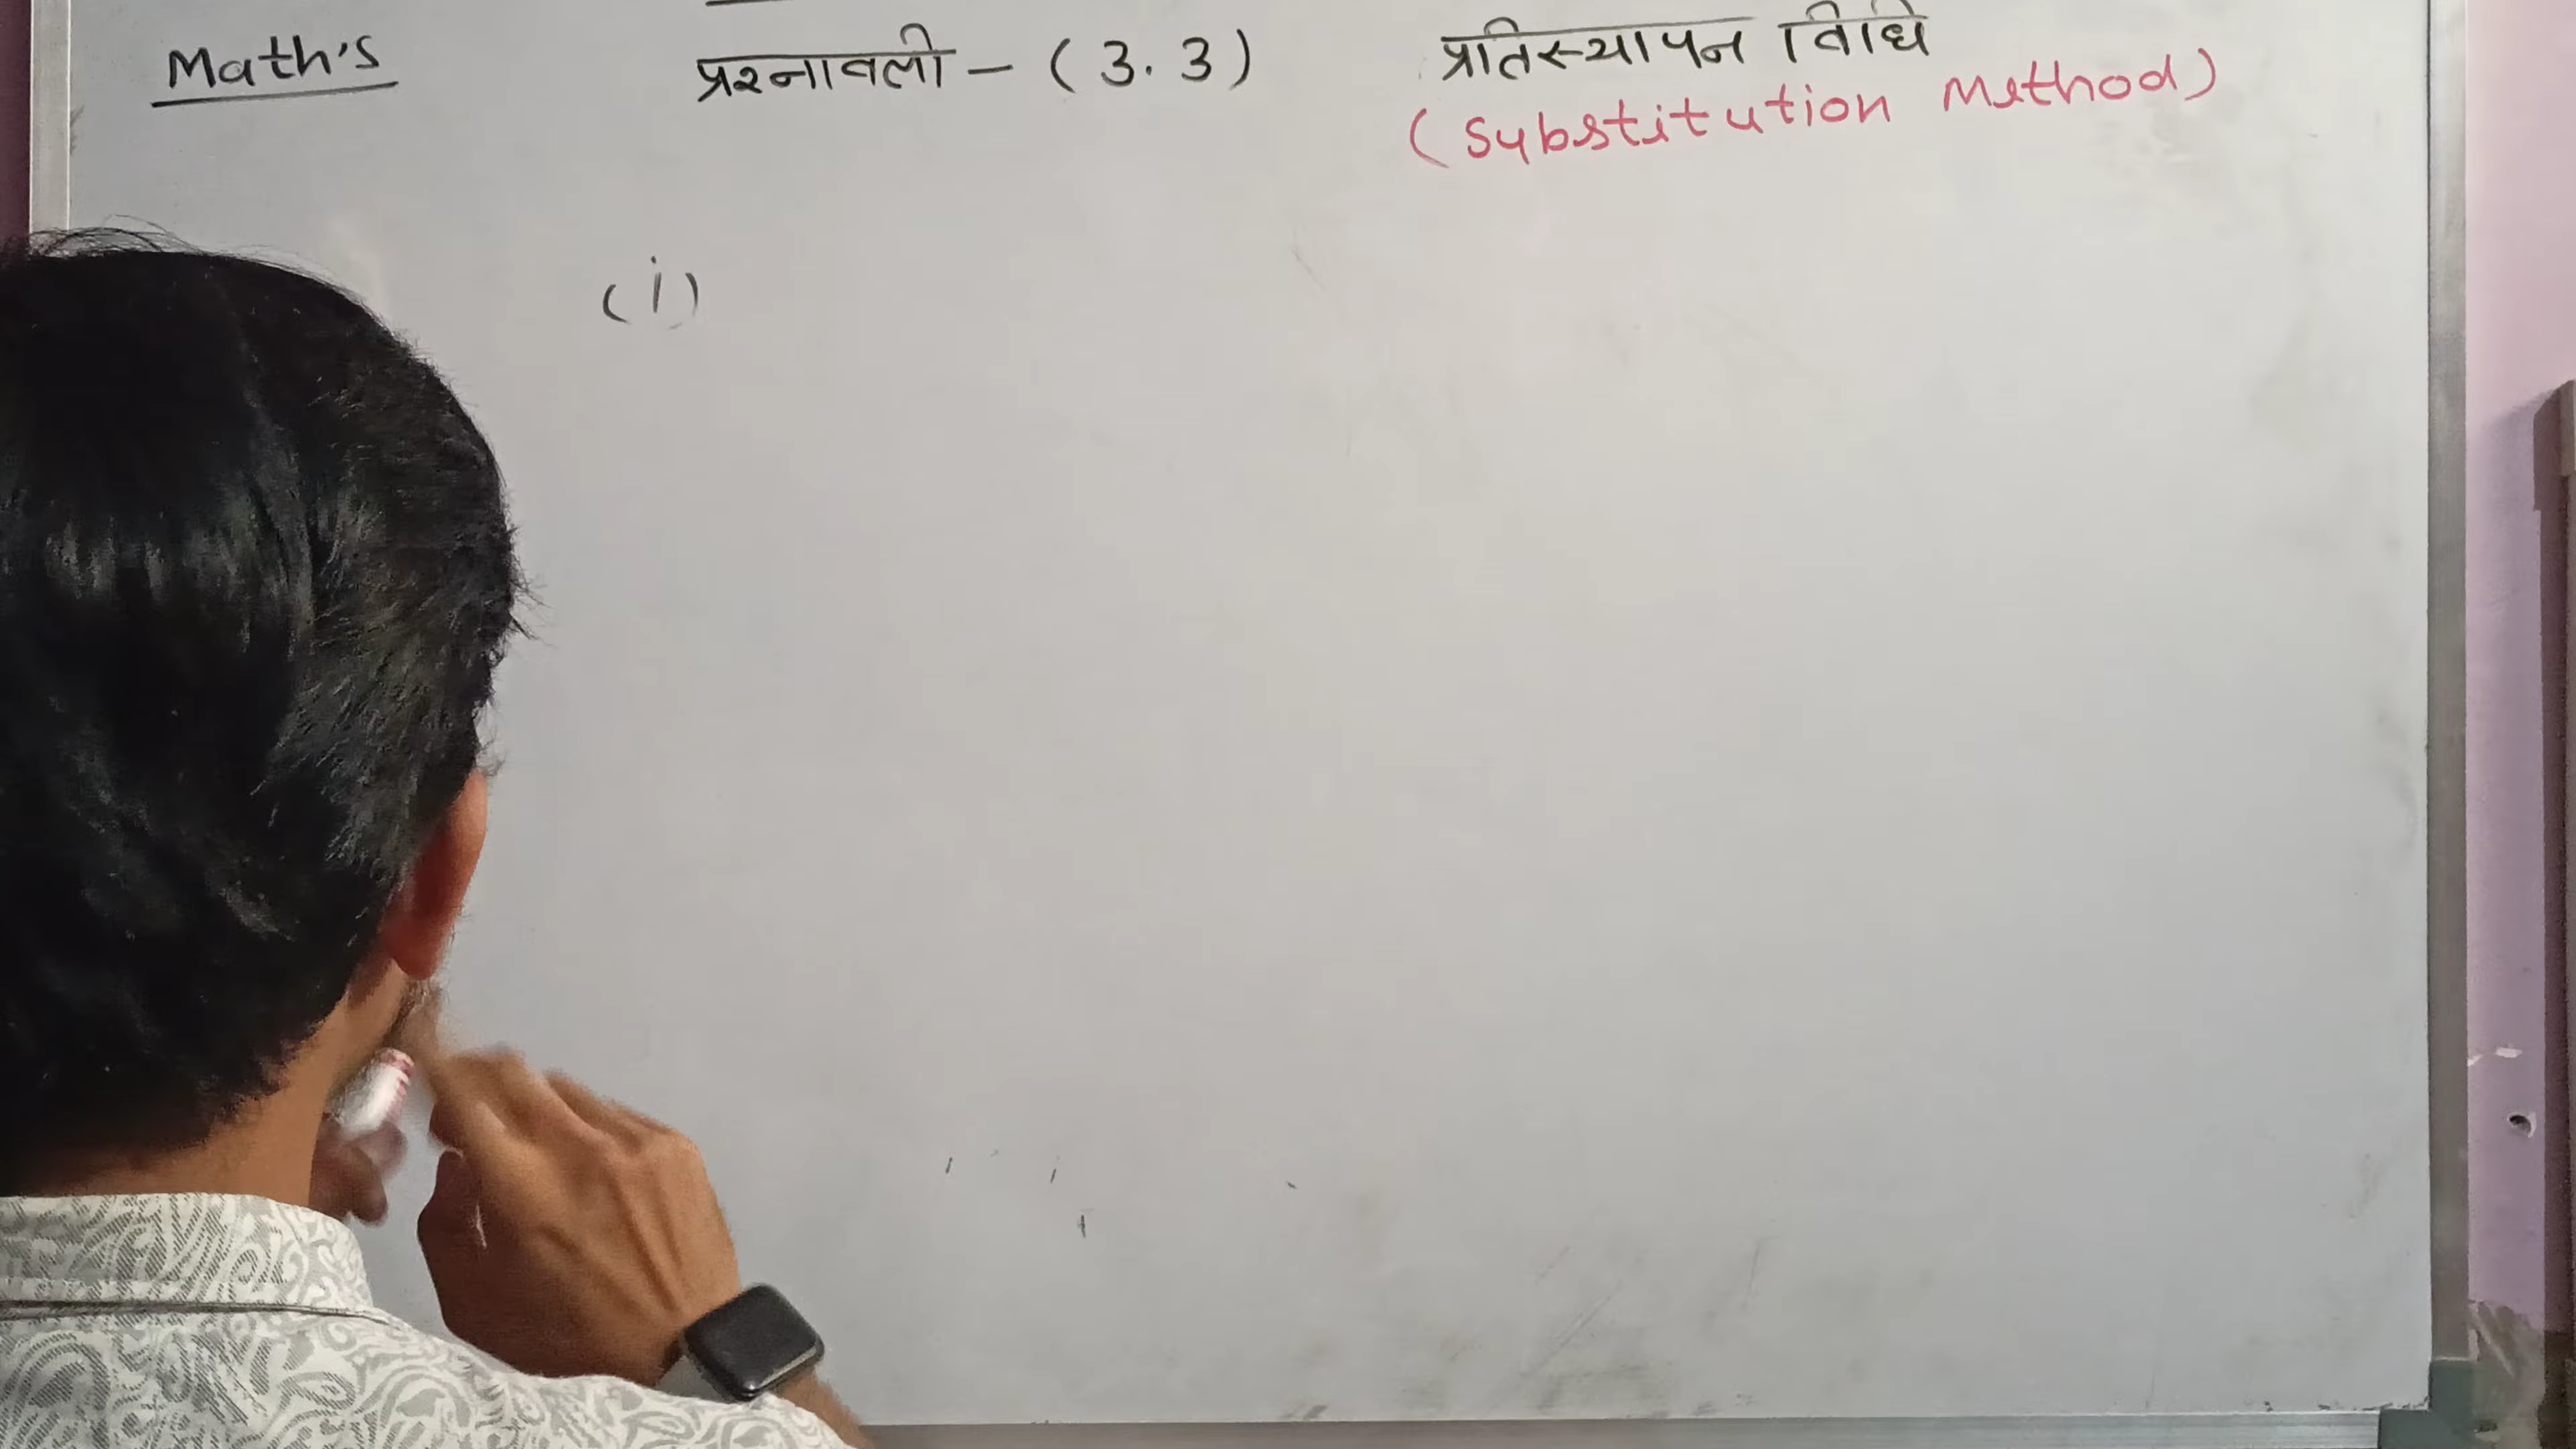 Math's
प्रश्नावली - (3.3)
प्रतिस्थापन विधि
(Substitution Method)
(i)